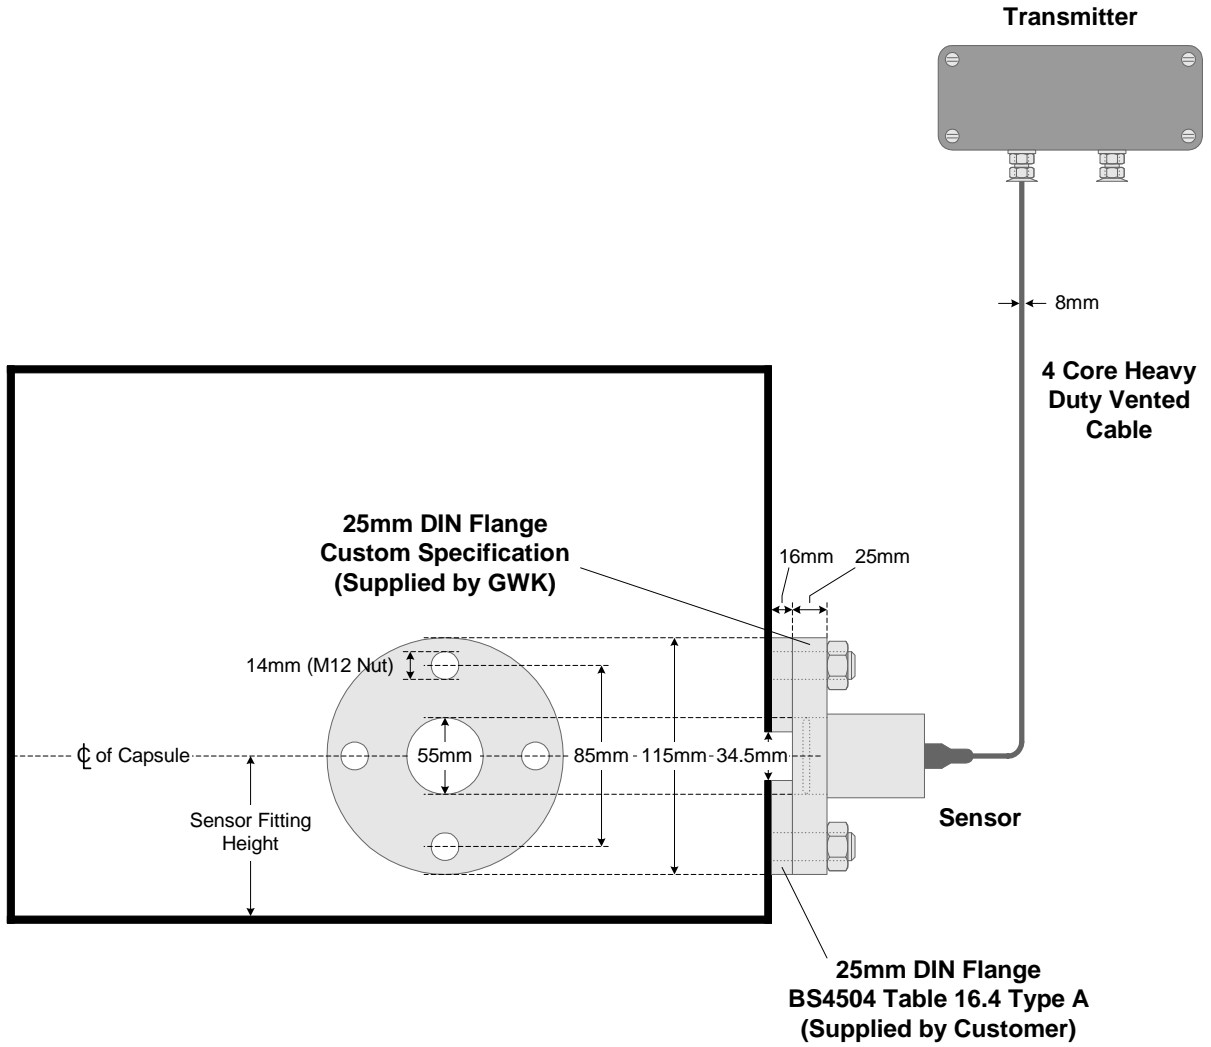 Transmitter
8mm
4 Core Heavy
Duty Vented
Cable
25mm DIN Flange
Custom Specification
(Supplied by GWK)
16mm
25mm
14mm (M12 Nut)
℄ of Capsule
55mm
85mm
115mm
34.5mm
Sensor Fitting
Height
Sensor
25mm DIN Flange
BS4504 Table 16.4 Type A
(Supplied by Customer)